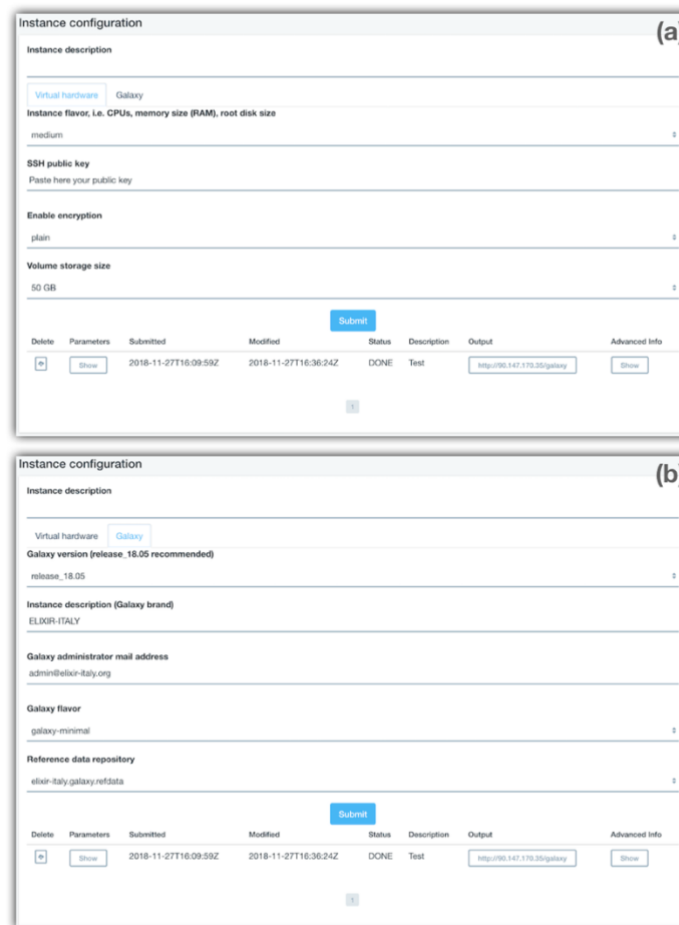 Instance configuration
(a)
Instance description
Virtual hardware Galaxy
Instance flavor, i.e. CPUs, memory size (RAM), root disk size
medium
SSH public key
Paste here your public key
Enable encryption
plain
Volume storage size
50 GB
Submit
Delete Parameters Submitted Modified Status Description Output Advanced Info
Show 2018-11-27T16:09:59Z 2018-11-27T16:36:24Z DONE Test http://90.147.170.35/galaxy Show
1
Instance configuration
(b)
Instance description
Virtual hardware Galaxy
Galaxy version (release_18.05 recommended)
release_18.05
Instance description (Galaxy brand)
ELIXIR-ITALY
Galaxy administrator mail address
admin@elixir-italy.org
Galaxy flavor
galaxy-minimal
Reference data repository
elixir-italy.galaxy.refdata
Submit
Delete Parameters Submitted Modified Status Description Output Advanced Info
Show 2018-11-27T16:09:59Z 2018-11-27T16:36:24Z DONE Test http://90.147.170.35/galaxy Show
1